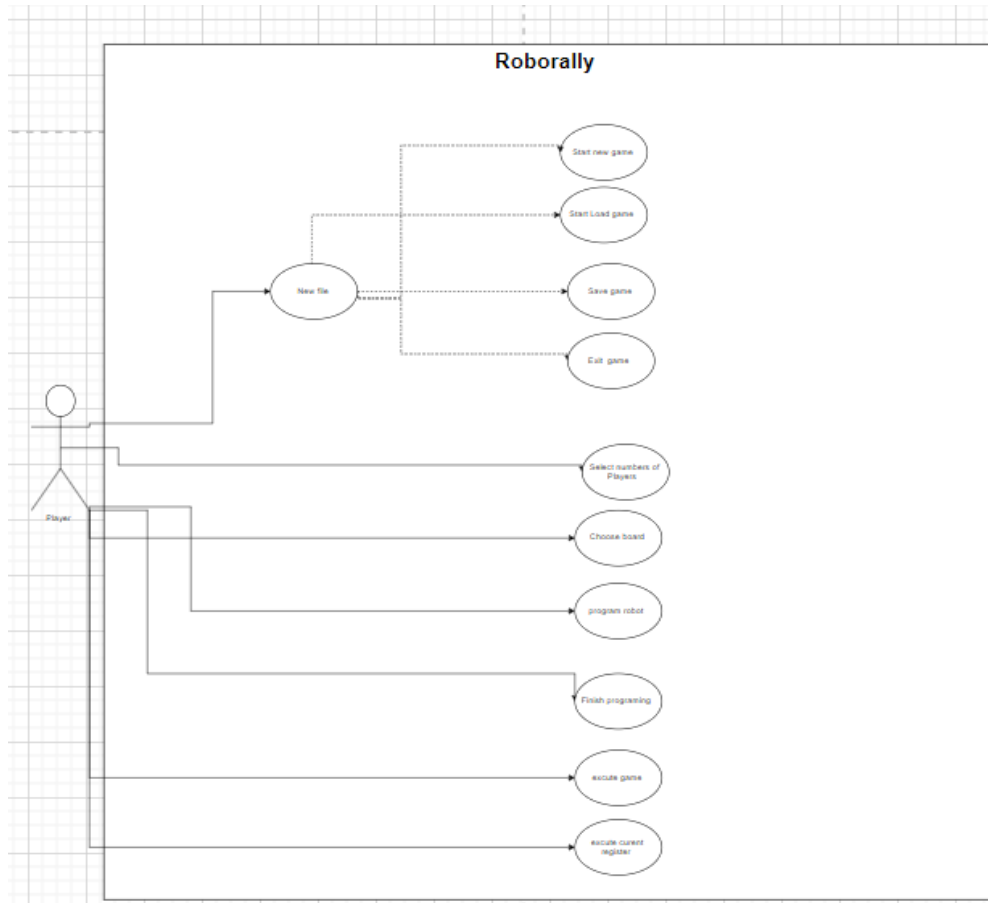 Roborally
Start new game
Start Load game
New file
Save game
Exit game
Select numbers of
Players
Player
Choose board
program robot
Finish programing
excute game
excute curent
register